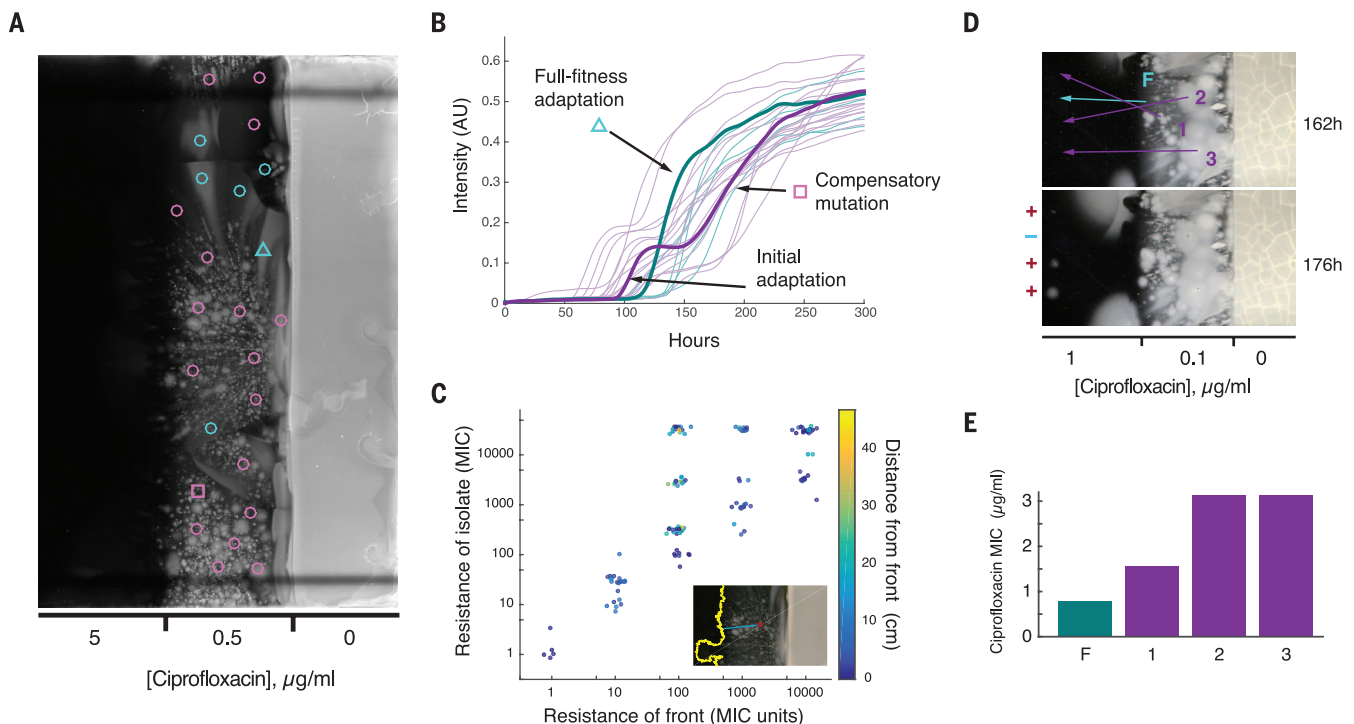 A
5
0.5
0
[Ciprofloxacin], µg/ml
B
Intensity (AU)
0.6
0.5
0.4
0.3
0.2
0.1
0
Full-fitness
adaptation
Compensatory
mutation
Initial
adaptation
0
50
100
150
200
250
300
Hours
C
Resistance of isolate (MIC)
10000
1000
100
10
1
1
10
100
1000
10000
Resistance of front (MIC units)
40
30
20
10
0
Distance from front (cm)
D
F
2
1
3
162h
+
–
+
+
176h
1
0.1
0
[Ciprofloxacin], µg/ml
E
Ciprofloxacin MIC (µg/ml)
3
2
1
0
F
1
2
3